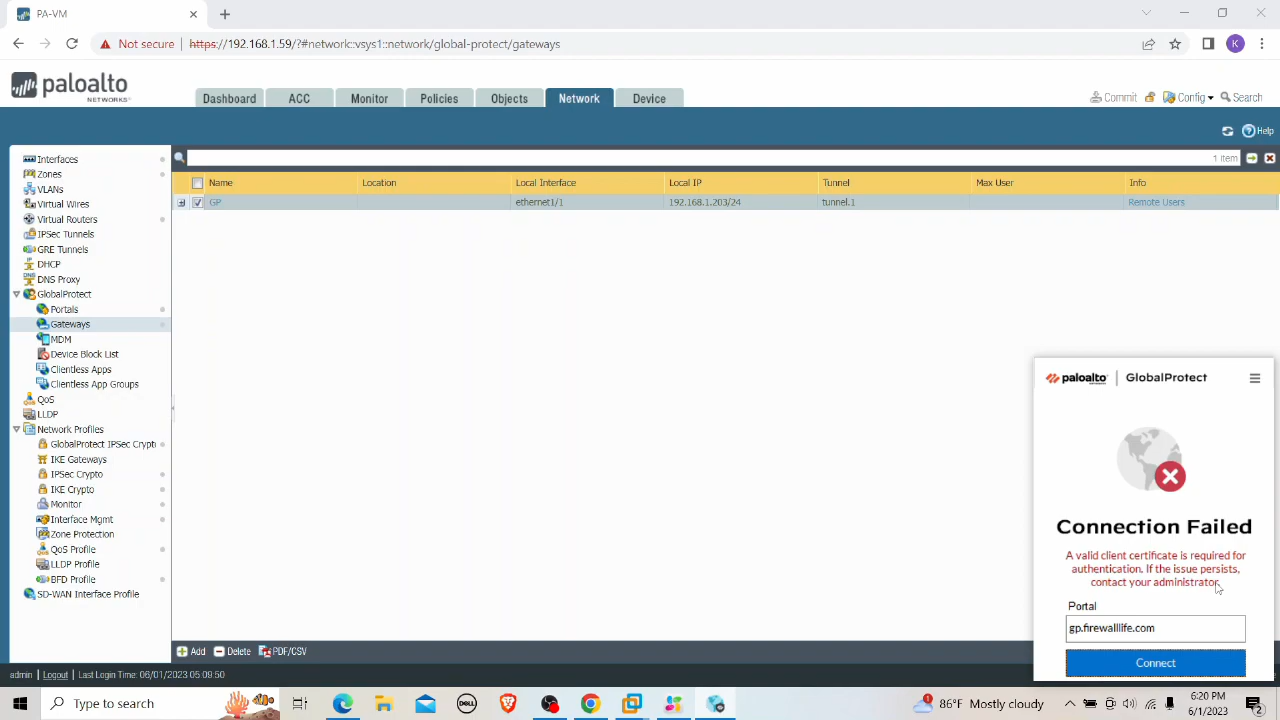 PA-VM
Not secure https://192.168.1.59/?#network::vsys1::network/global-protect/gateways
K
paloalto
NETWORKS
Dashboard ACC Monitor Policies Objects Network Device
Commit Config Search
Help
Interfaces
Zones
VLANs
Virtual Wires
Virtual Routers
IPSec Tunnels
GRE Tunnels
DHCP
DNS Proxy
GlobalProtect
Portals
Gateways
MDM
Device Block List
Clientless Apps
Clientless App Groups
QoS
LLDP
Network Profiles
GlobalProtect IPSec Crypto
IKE Gateways
IPSec Crypto
IKE Crypto
Monitor
Interface Mgmt
Zone Protection
QoS Profile
LLDP Profile
BFD Profile
SD-WAN Interface Profile
1 item
Name Location Local Interface Local IP Tunnel Max User Info
GP ethernet1/1 192.168.1.203/24 tunnel.1 Remote Users
Add Delete PDF/CSV
paloalto GlobalProtect
Connection Failed
A valid client certificate is required for
authentication. If the issue persists,
contact your administrator.
Portal
gp.firewalllife.com
Connect
admin Logout Last Login Time: 06/01/2023 05:09:50
Type to search
DELL
86°F Mostly cloudy
6:20 PM
6/1/2023
2